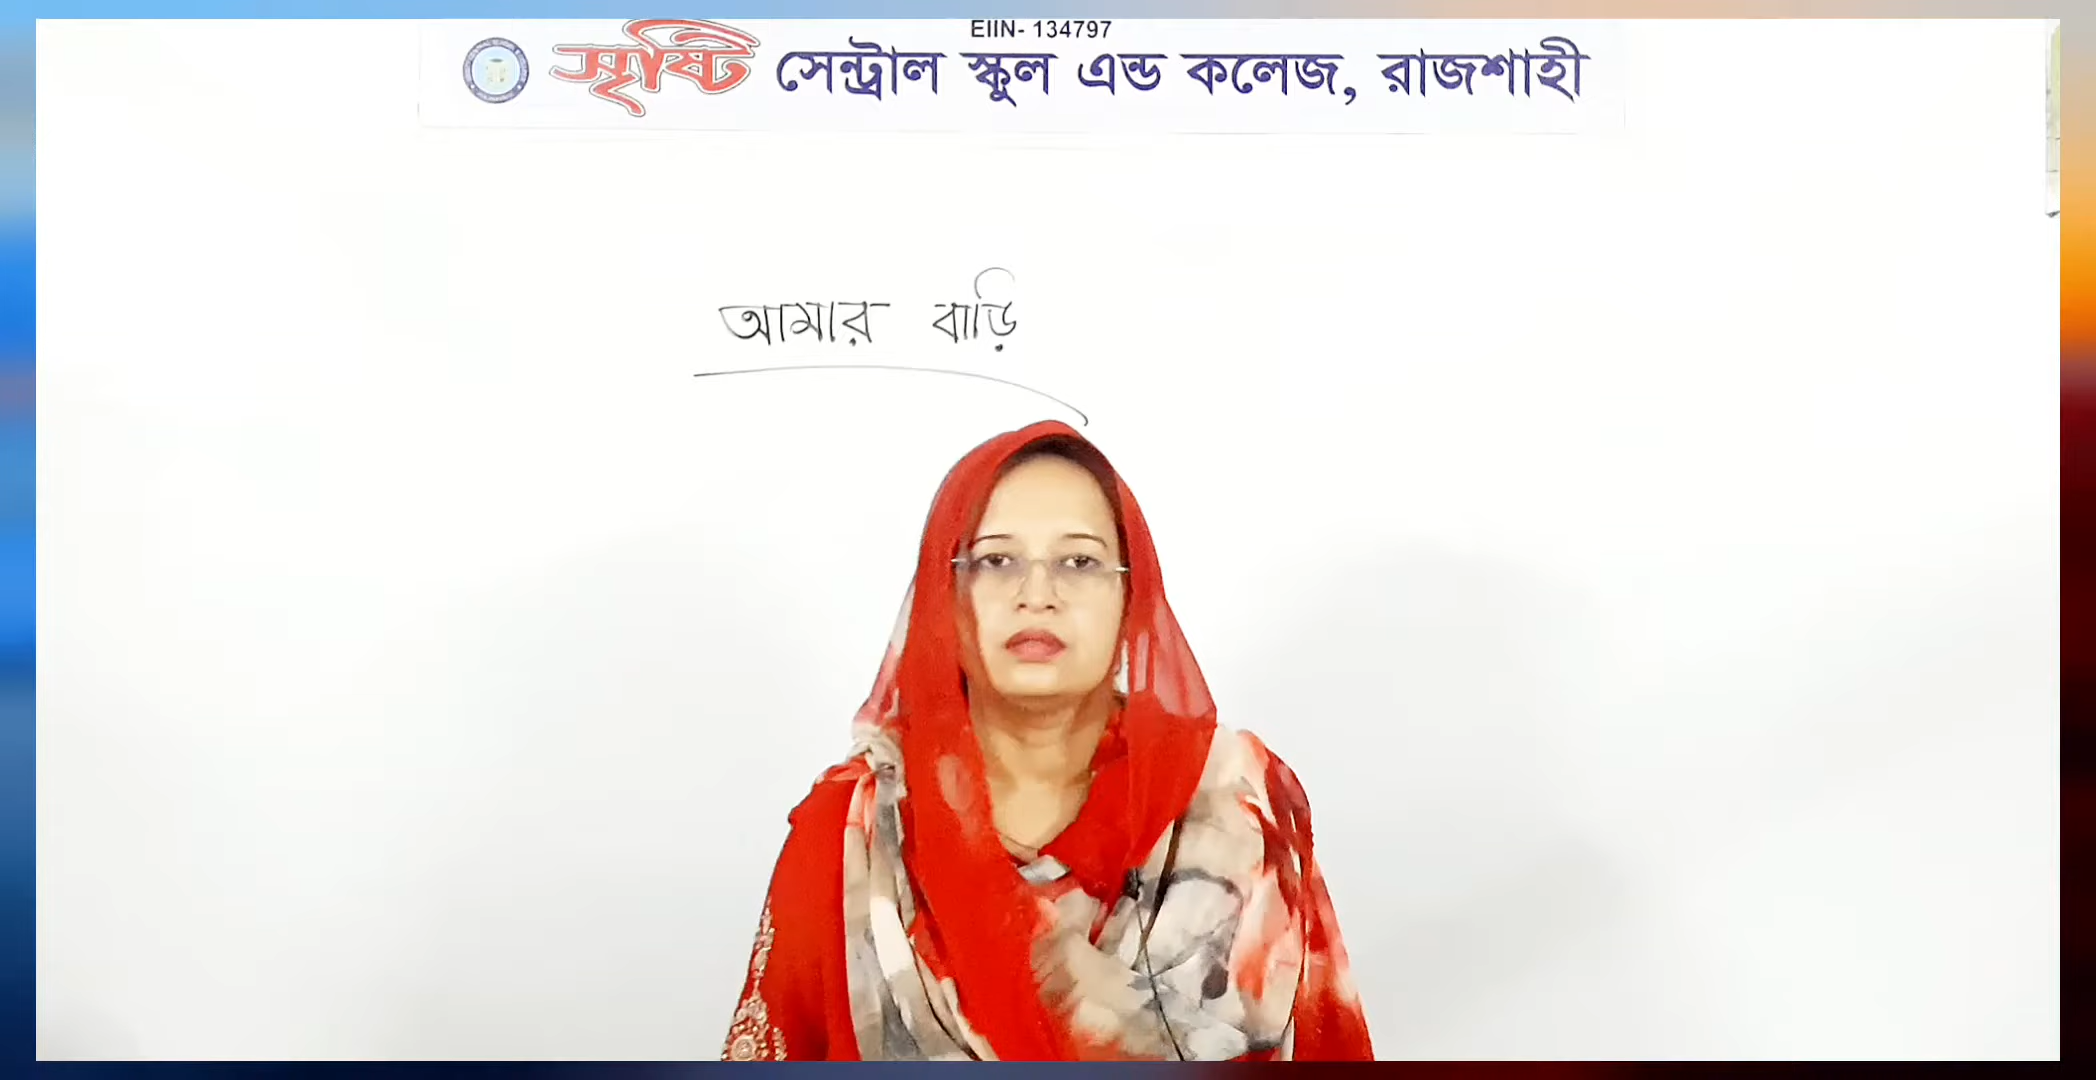 EIIN- 134797
সৃষ্টি সেন্ট্রাল স্কুল এন্ড কলেজ, রাজশাহী
আমার বাড়ি